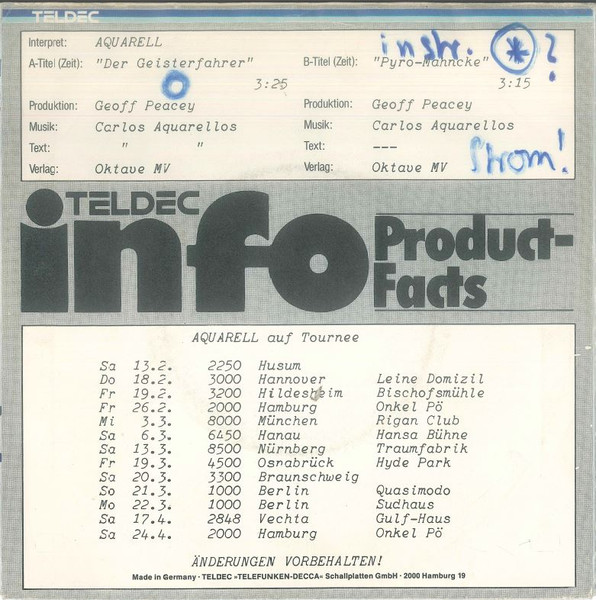 TELDEC
instr. * ?
Interpret: AQUARELL
A-Titel (Zeit): "Der Geisterfahrer" B-Titel (Zeit): "Pyro-Mahncke"
3:25 3:15
Produktion: Geoff Peacey Produktion: Geoff Peacey
Musik: Carlos Aquarellos Musik: Carlos Aquarellos
Text: " " Text: ---
Strom!
Verlag: Oktave MV Verlag: Oktave MV
TELDEC
info
Product-
Facts
AQUARELL auf Tournee
Sa 13.2. 2250 Husum
Do 18.2. 3000 Hannover Leine Domizil
Fr 19.2. 3200 Hildesheim Bischofsmühle
Fr 26.2. 2000 Hamburg Onkel Pö
Mi 3.3. 8000 München Rigan Club
Sa 6.3. 6450 Hanau Hansa Bühne
Sa 13.3. 8500 Nürnberg Traumfabrik
Fr 19.3. 4500 Osnabrück Hyde Park
Sa 20.3. 3300 Braunschweig
So 21.3. 1000 Berlin Quasimodo
Mo 22.3. 1000 Berlin Sudhaus
Sa 17.4. 2848 Vechta Gulf-Haus
Sa 24.4. 2000 Hamburg Onkel Pö
ÄNDERUNGEN VORBEHALTEN!
Made in Germany · TELDEC »TELEFUNKEN-DECCA« Schallplatten GmbH · 2000 Hamburg 19